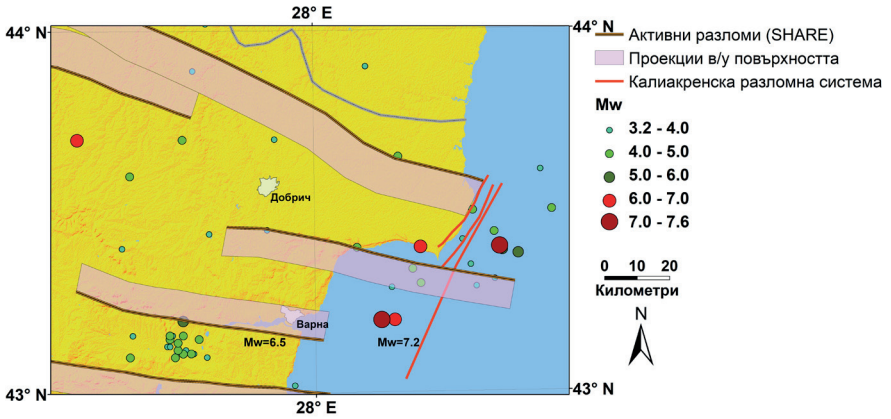 28° E
44° N
44° N
Добрич
Варна
Mw=6.5
Mw=7.2
43° N
43° N
28° E
Активни разломи (SHARE)
Проекции в/у повърхността
Калиакренска разломна система
Mw
3.2 - 4.0
4.0 - 5.0
5.0 - 6.0
6.0 - 7.0
7.0 - 7.6
0 10 20
Километри
N